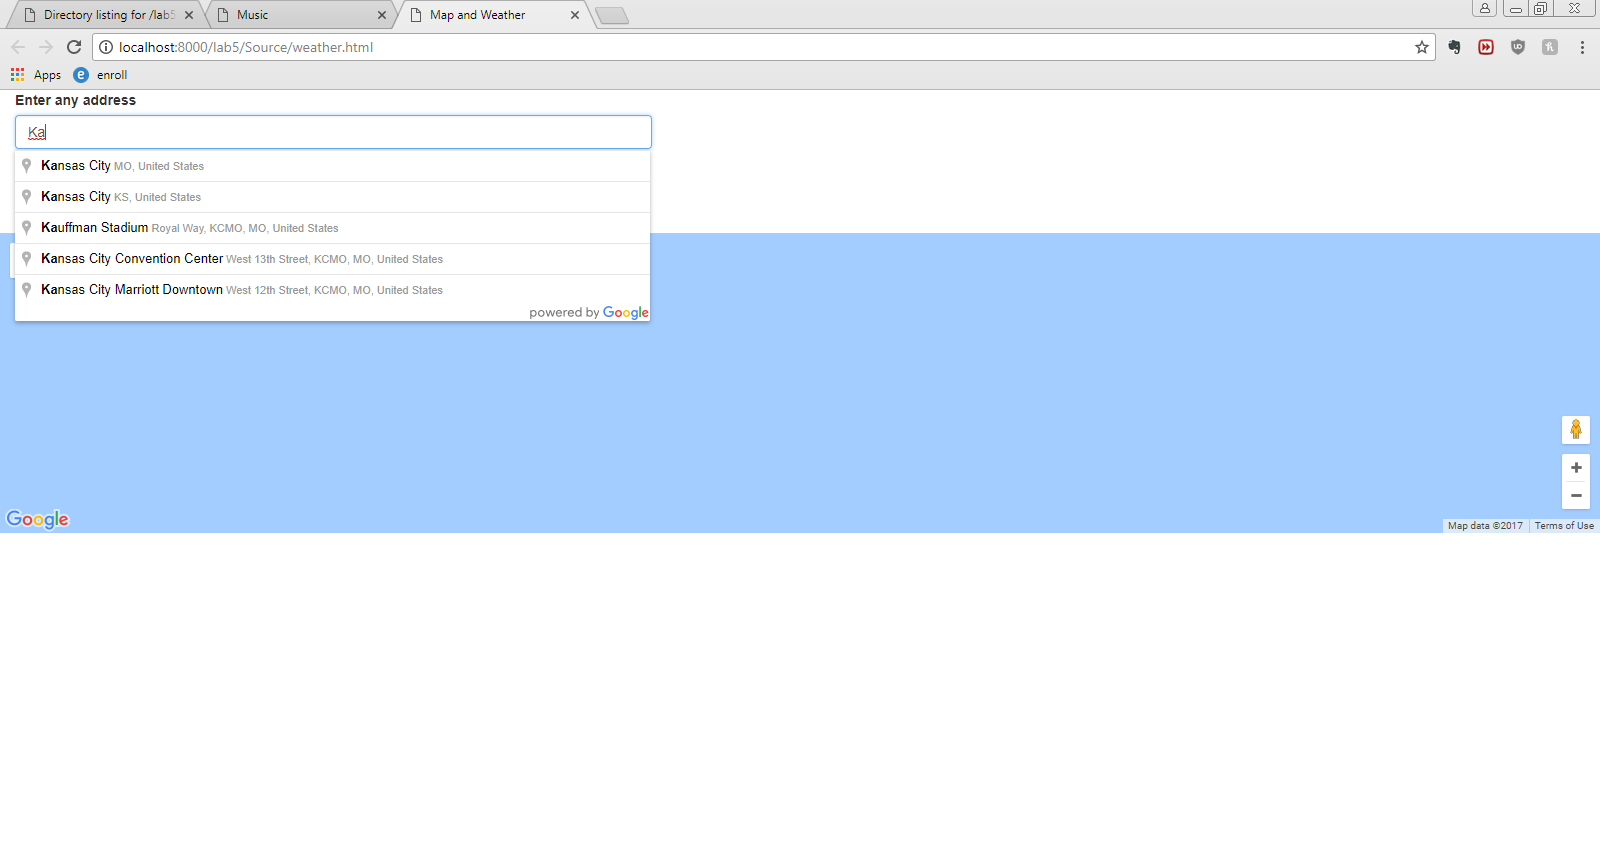 Directory listing for /lab5
Music
Map and Weather
localhost:8000/lab5/Source/weather.html
Apps
enroll
Enter any address
Ka
Kansas City MO, United States
Kansas City KS, United States
Kauffman Stadium Royal Way, KCMO, MO, United States
Kansas City Convention Center West 13th Street, KCMO, MO, United States
Kansas City Marriott Downtown West 12th Street, KCMO, MO, United States
powered by Google
Google
Map data ©2017
Terms of Use